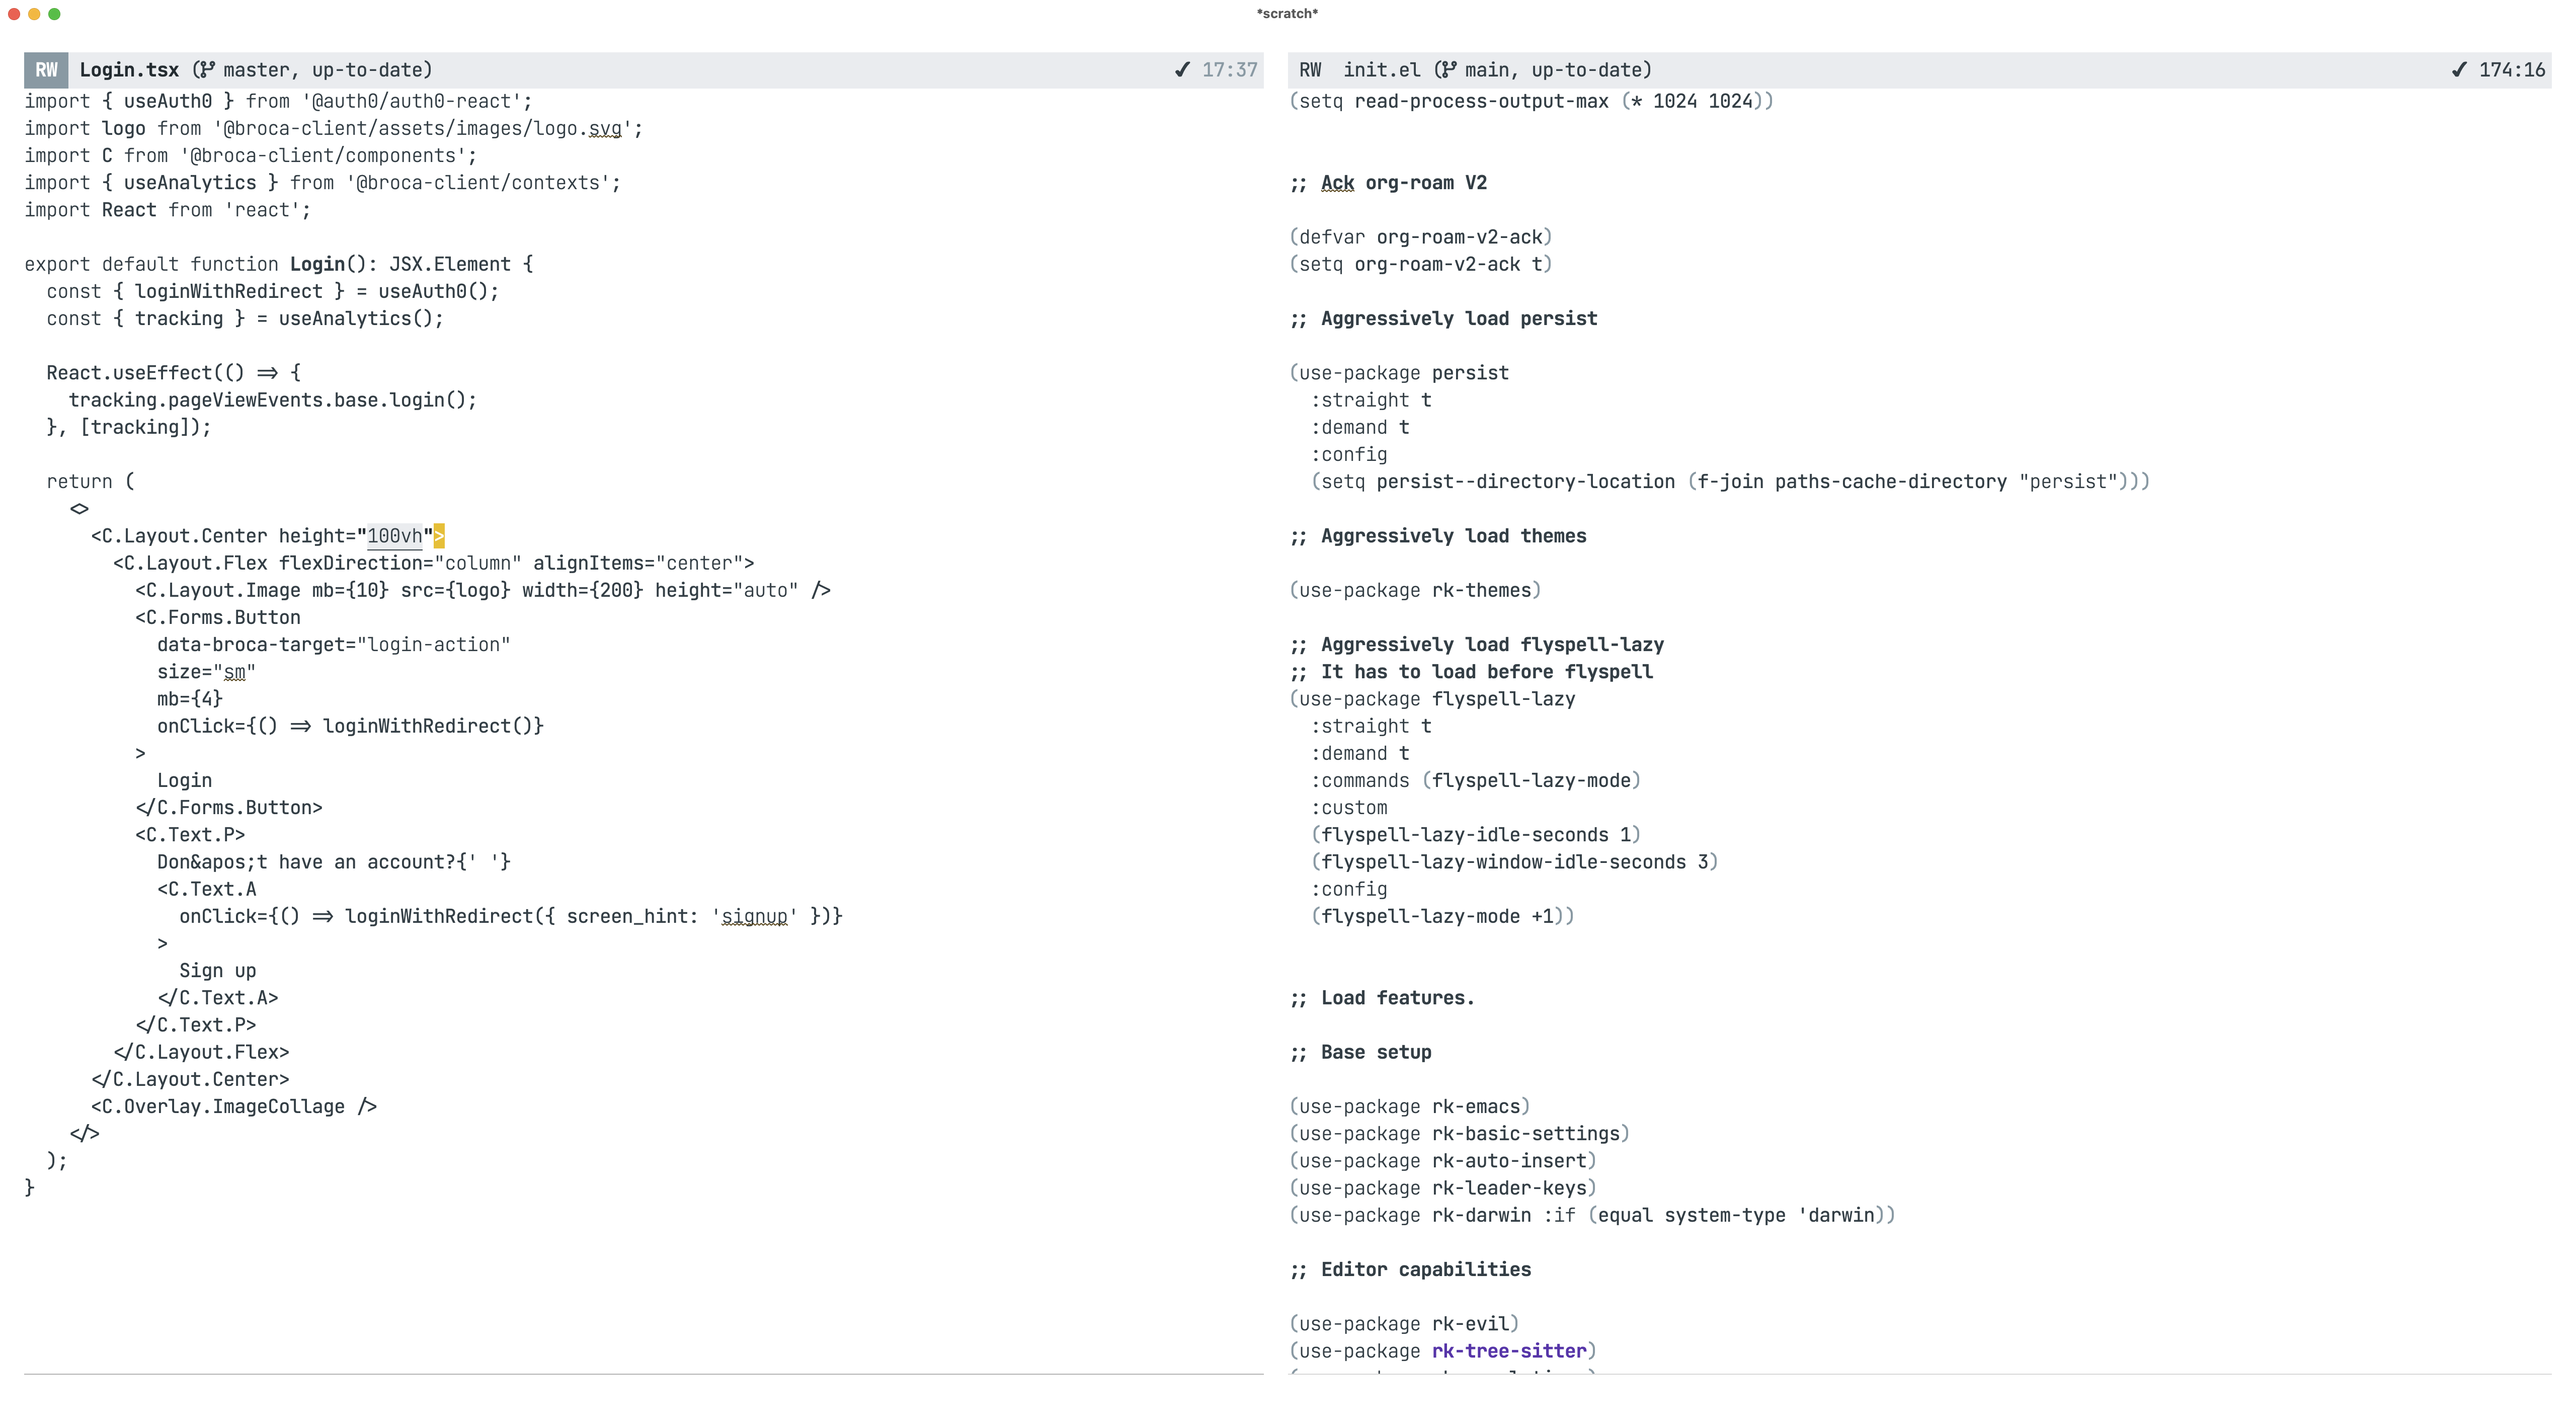 *scratch*
RW Login.tsx (master, up-to-date) ✔ 17:37
import { useAuth0 } from '@auth0/auth0-react';
import logo from '@broca-client/assets/images/logo.svg';
import C from '@broca-client/components';
import { useAnalytics } from '@broca-client/contexts';
import React from 'react';

export default function Login(): JSX.Element {
  const { loginWithRedirect } = useAuth0();
  const { tracking } = useAnalytics();

  React.useEffect(() => {
    tracking.pageViewEvents.base.login();
  }, [tracking]);

  return (
    <>
      <C.Layout.Center height="100vh">
        <C.Layout.Flex flexDirection="column" alignItems="center">
          <C.Layout.Image mb={10} src={logo} width={200} height="auto" />
          <C.Forms.Button
            data-broca-target="login-action"
            size="sm"
            mb={4}
            onClick={() => loginWithRedirect()}
          >
            Login
          </C.Forms.Button>
          <C.Text.P>
            Don&apos;t have an account?{' '}
            <C.Text.A
              onClick={() => loginWithRedirect({ screen_hint: 'signup' })}
            >
              Sign up
            </C.Text.A>
          </C.Text.P>
        </C.Layout.Flex>
      </C.Layout.Center>
      <C.Overlay.ImageCollage />
    </>
  );
}
RW init.el (main, up-to-date) ✔ 174:16
(setq read-process-output-max (* 1024 1024))

;; Ack org-roam V2

(defvar org-roam-v2-ack)
(setq org-roam-v2-ack t)

;; Aggressively load persist

(use-package persist
  :straight t
  :demand t
  :config
  (setq persist--directory-location (f-join paths-cache-directory "persist")))

;; Aggressively load themes

(use-package rk-themes)

;; Aggressively load flyspell-lazy
;; It has to load before flyspell
(use-package flyspell-lazy
  :straight t
  :demand t
  :commands (flyspell-lazy-mode)
  :custom
  (flyspell-lazy-idle-seconds 1)
  (flyspell-lazy-window-idle-seconds 3)
  :config
  (flyspell-lazy-mode +1))

;; Load features.

;; Base setup

(use-package rk-emacs)
(use-package rk-basic-settings)
(use-package rk-auto-insert)
(use-package rk-leader-keys)
(use-package rk-darwin :if (equal system-type 'darwin))

;; Editor capabilities

(use-package rk-evil)
(use-package rk-tree-sitter)